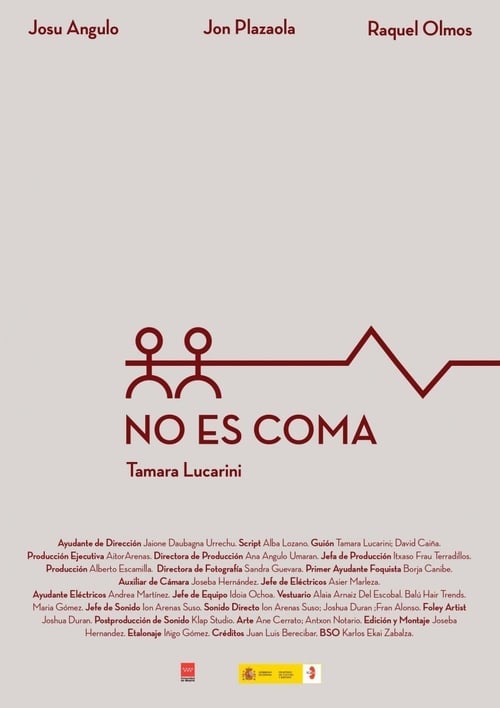 Josu Angulo Jon Plazaola Raquel Olmos
NO ES COMA
Tamara Lucarini
Ayudante de Dirección Jaione Daubagna Urrechu. Script Alba Lozano. Guión Tamara Lucarini; David Caiña.
Producción Ejecutiva AitorArenas. Directora de Producción Ana Angulo Umaran. Jefa de Producción Itxaso Frau Terradillos.
Producción Alberto Escamilla. Directora de Fotografía Sandra Guevara. Primer Ayudante Foquista Borja Canibe.
Auxiliar de Cámara Joseba Hernández. Jefe de Eléctricos Asier Marleza.
Ayudante Eléctricos Andrea Martinez. Jefe de Equipo Idoia Ochoa. Vestuario Alaia Arnaiz Del Escobal. Balú Hair Trends.
Maria Gómez. Jefe de Sonido Ion Arenas Suso. Sonido Directo Ion Arenas Suso; Joshua Duran ;Fran Alonso. Foley Artist
Joshua Duran. Postproducción de Sonido Klap Studio. Arte Ane Cerrato; Antxon Notario. Edición y Montaje Joseba
Hernandez. Etalonaje Iñigo Gómez. Créditos Juan Luis Berecibar. BSO Karlos Ekai Zabalza.